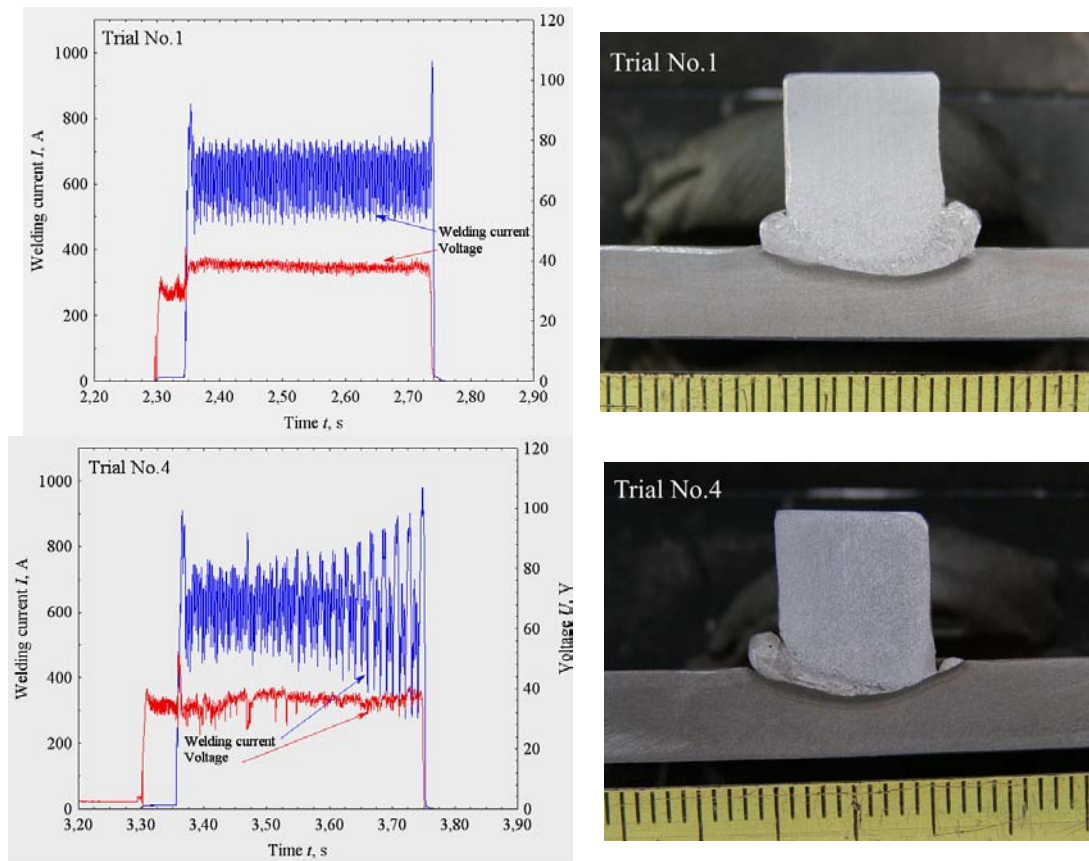 Trial No.1
1000
800
600
400
200
0
Welding current I, A
120
100
80
60
40
20
0
Welding current
Voltage
2,20 2,30 2,40 2,50 2,60 2,70 2,80 2,90
Time t, s
Trial No.1
Trial No.4
1000
800
600
400
200
0
Welding current I, A
120
100
80
60
40
20
0
Voltage U, V
Welding current
Voltage
3,20 3,30 3,40 3,50 3,60 3,70 3,80 3,90
Time t, s
Trial No.4